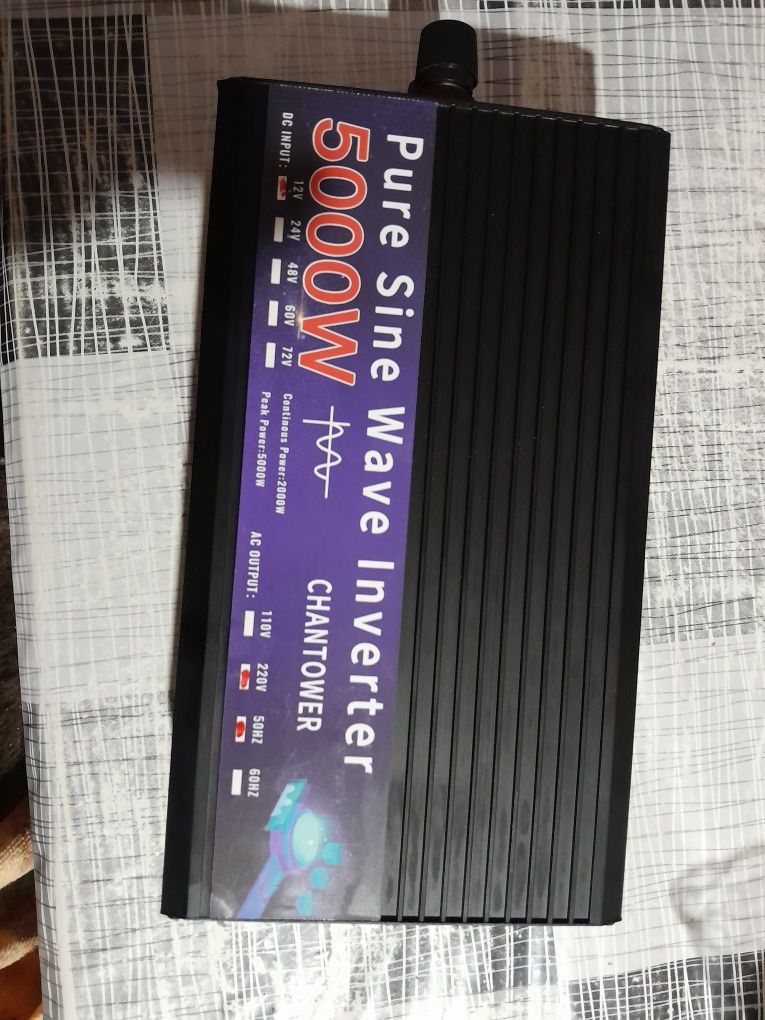 Pure Sine Wave Inverter
5000W
CHANTOWER
DC INPUT:
12V 24V 48V 60V 72V
Continous Power:2000W
Peak Power:5000W
AC OUTPUT:
110V 220V 50HZ 60HZ